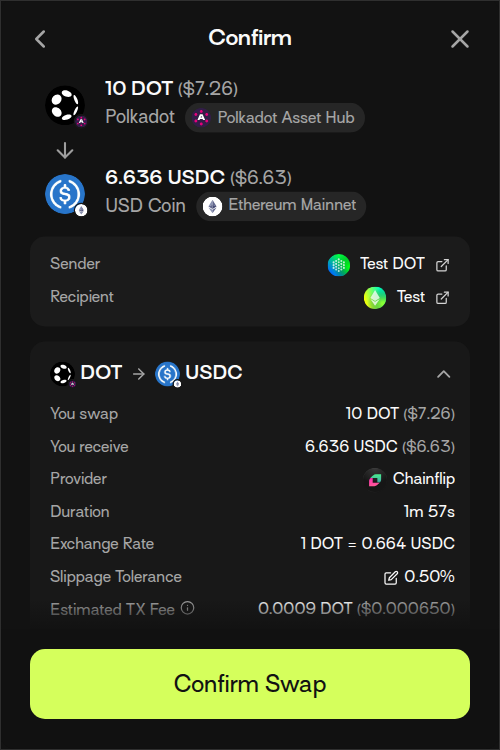 Confirm
10 DOT ($7.26)
Polkadot Polkadot Asset Hub
6.636 USDC ($6.63)
USD Coin Ethereum Mainnet
Sender Test DOT
Recipient Test
DOT → USDC
You swap 10 DOT ($7.26)
You receive 6.636 USDC ($6.63)
Provider Chainflip
Duration 1m 57s
Exchange Rate 1 DOT = 0.664 USDC
Slippage Tolerance 0.50%
Estimated TX Fee 0.0009 DOT ($0.000650)
Confirm Swap